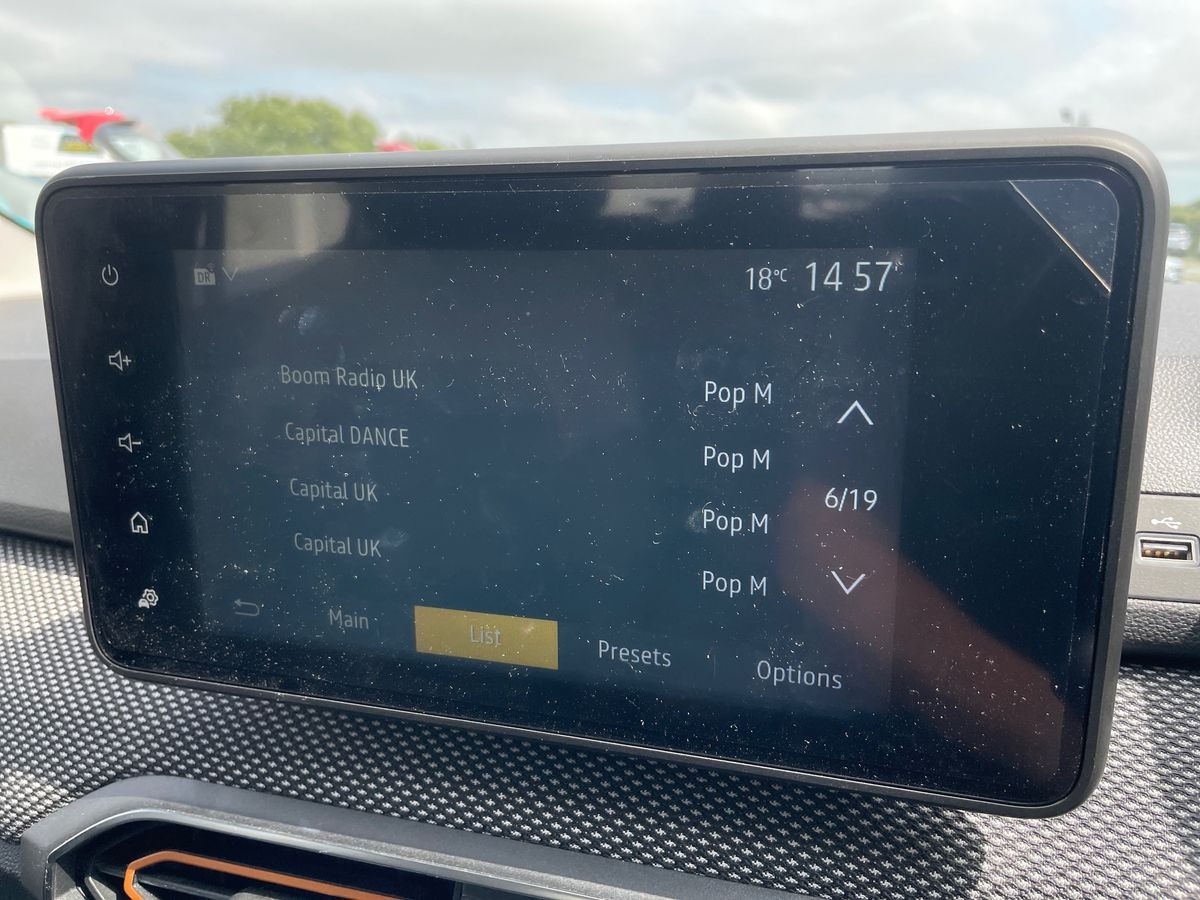 DR 18°C 14 57
Boom Radio UK Pop M
Capital DANCE Pop M
6/19
Capital UK Pop M
Capital UK Pop M
Main List Presets Options